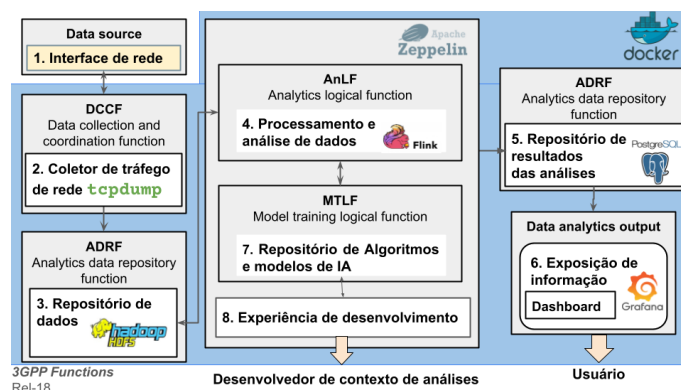 Data source
1. Interface de rede
DCCF
Data collection and
coordination function
2. Coletor de tráfego
de rede tcpdump
ADRF
Analytics data repository
function
3. Repositório de
dados
hadoop
HDFS
3GPP Functions
Rel-18
Apache
Zeppelin
AnLF
Analytics logical function
4. Processamento e
análise de dados
Flink
MTLF
Model training logical function
7. Repositório de Algoritmos
e modelos de IA
8. Experiência de desenvolvimento
Desenvolvedor de contexto de análises
docker
ADRF
Analytics data repository
function
5. Repositório de
resultados
das análises
PostgreSQL
Data analytics output
6. Exposição de
informação
Dashboard
Grafana
Usuário